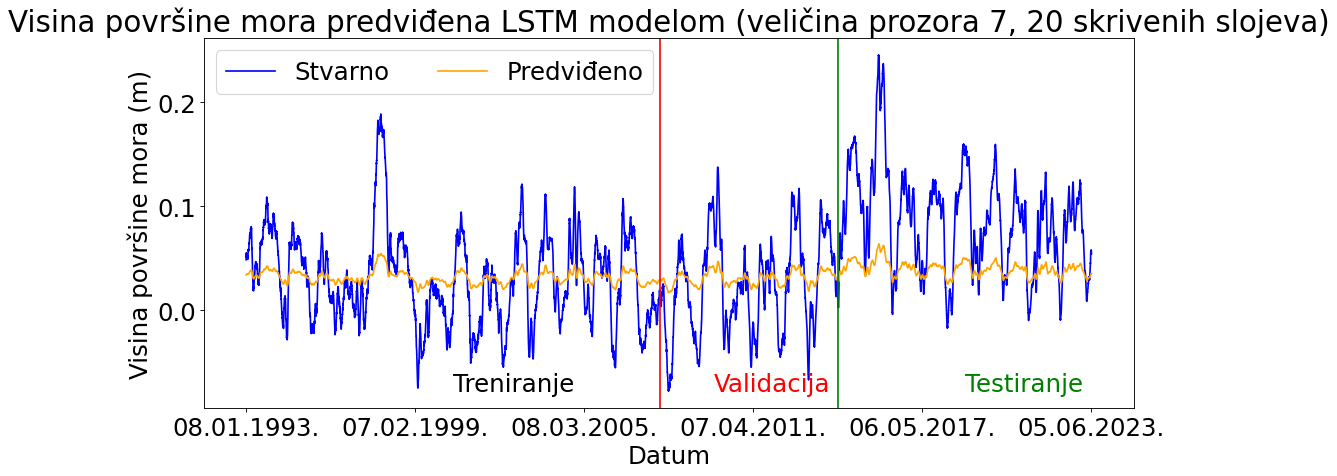 Visina površine mora predviđena LSTM modelom (veličina prozora 7, 20 skrivenih slojeva)
Stvarno
Predviđeno
Visina površine mora (m)
0.2
0.1
0.0
Treniranje
Validacija
Testiranje
08.01.1993.
07.02.1999.
08.03.2005.
07.04.2011.
06.05.2017.
05.06.2023.
Datum